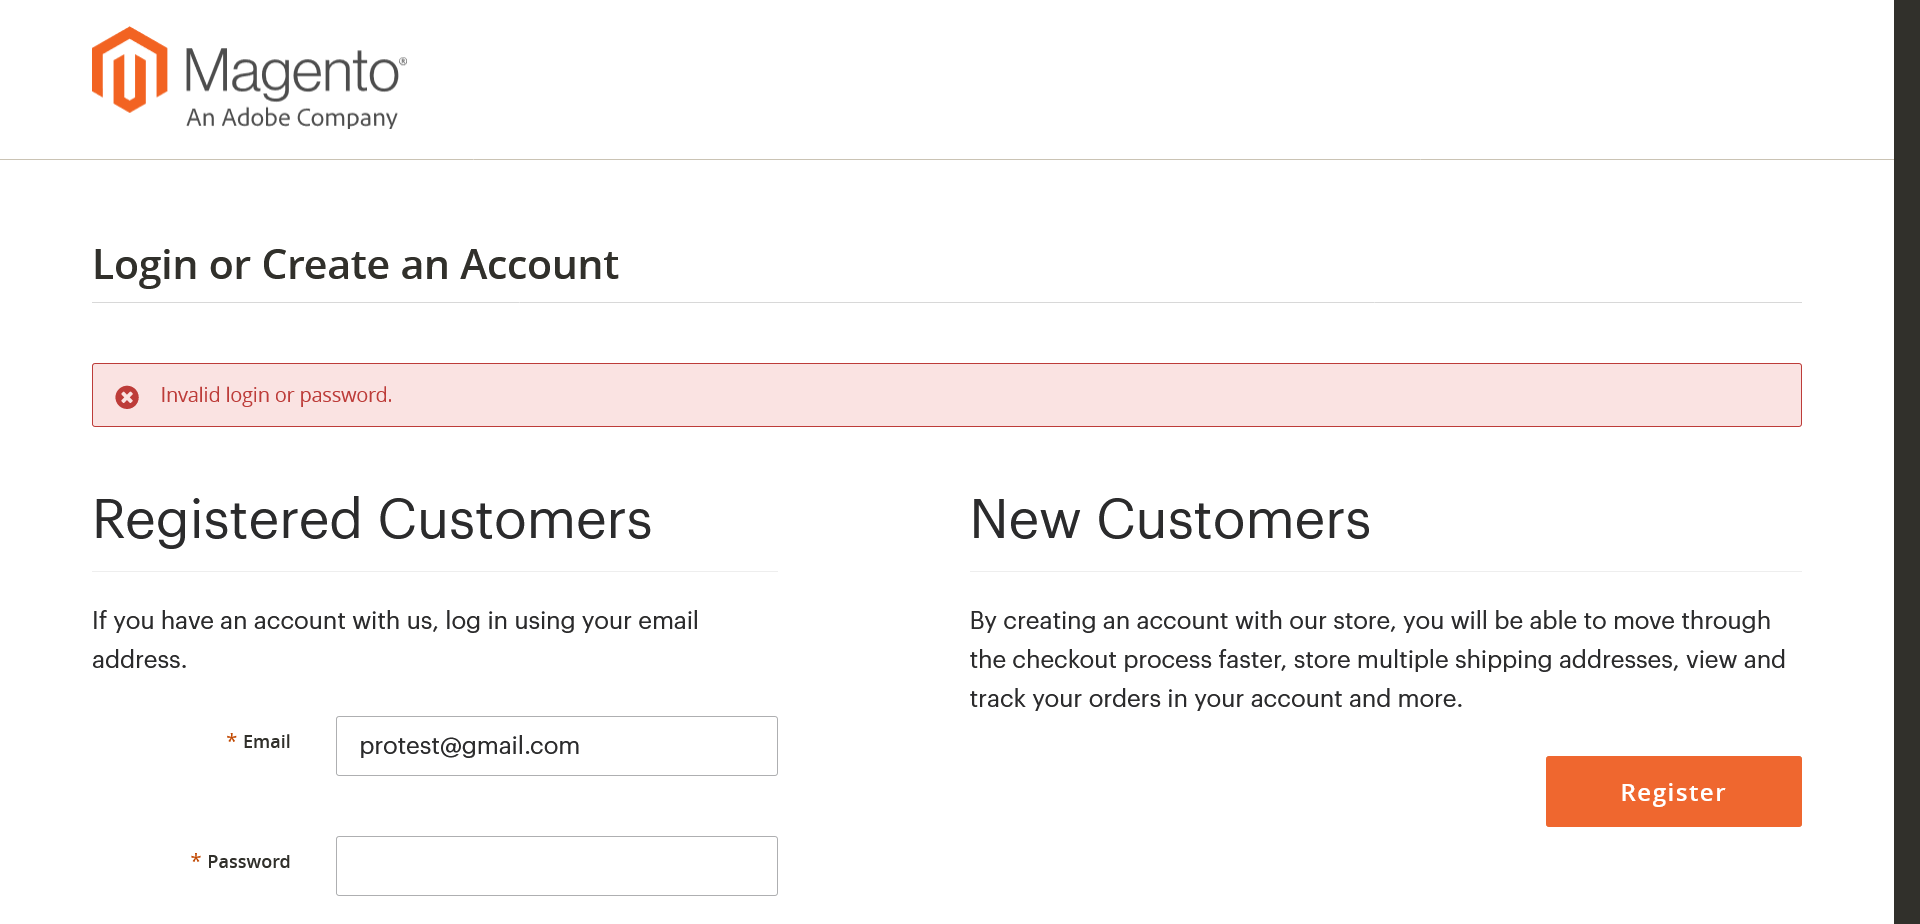 Magento®
An Adobe Company
Login or Create an Account
Invalid login or password.
Registered Customers
If you have an account with us, log in using your email
address.
* Email
protest@gmail.com
* Password
New Customers
By creating an account with our store, you will be able to move through
the checkout process faster, store multiple shipping addresses, view and
track your orders in your account and more.
Register